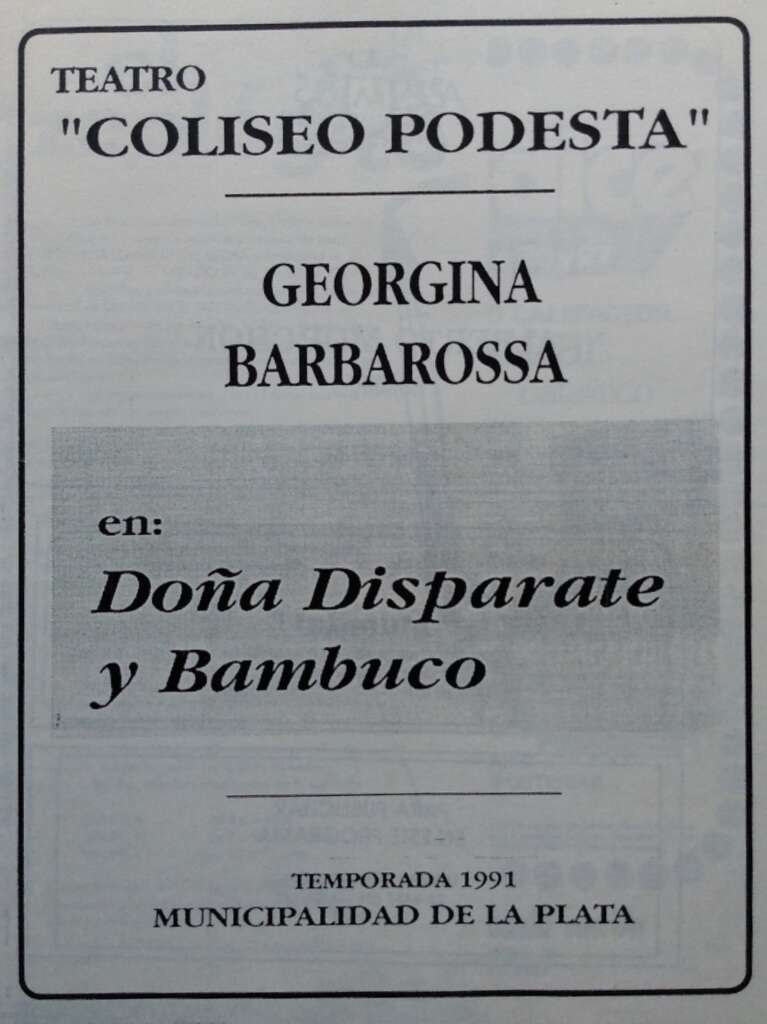 TEATRO
"COLISEO PODESTA"
GEORGINA
BARBAROSSA
en:
Doña Disparate
y Bambuco
TEMPORADA 1991
MUNICIPALIDAD DE LA PLATA